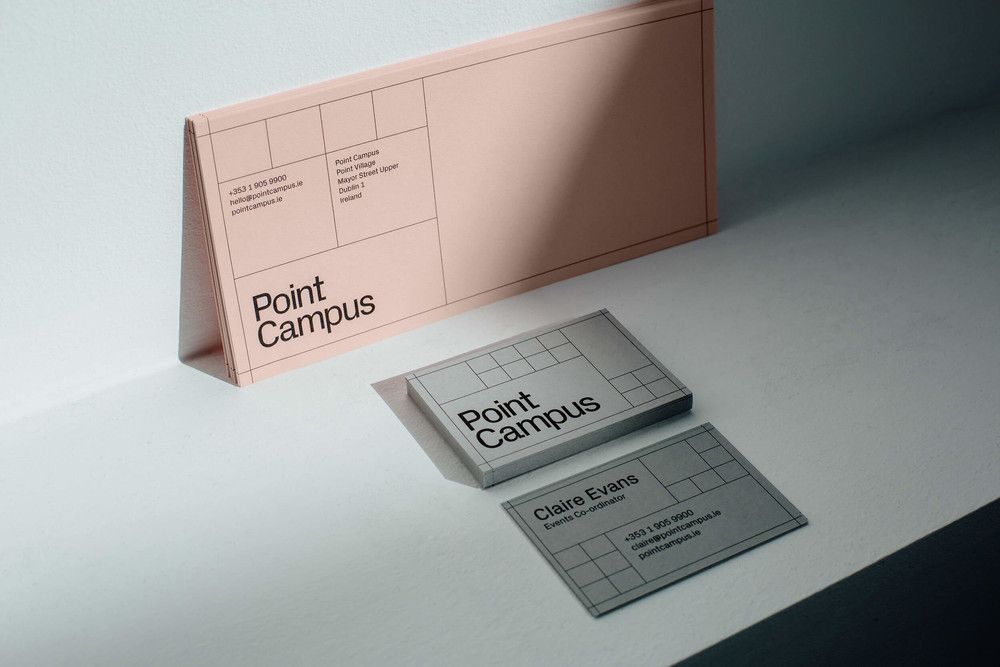 +353 1 905 9900
hello@pointcampus.ie
pointcampus.ie
Point Campus
Point Village
Mayor Street Upper
Dublin 1
Ireland
Point
Campus
Point
Campus
Claire Evans
Events Co-ordinator
+353 1 905 9900
claire@pointcampus.ie
pointcampus.ie